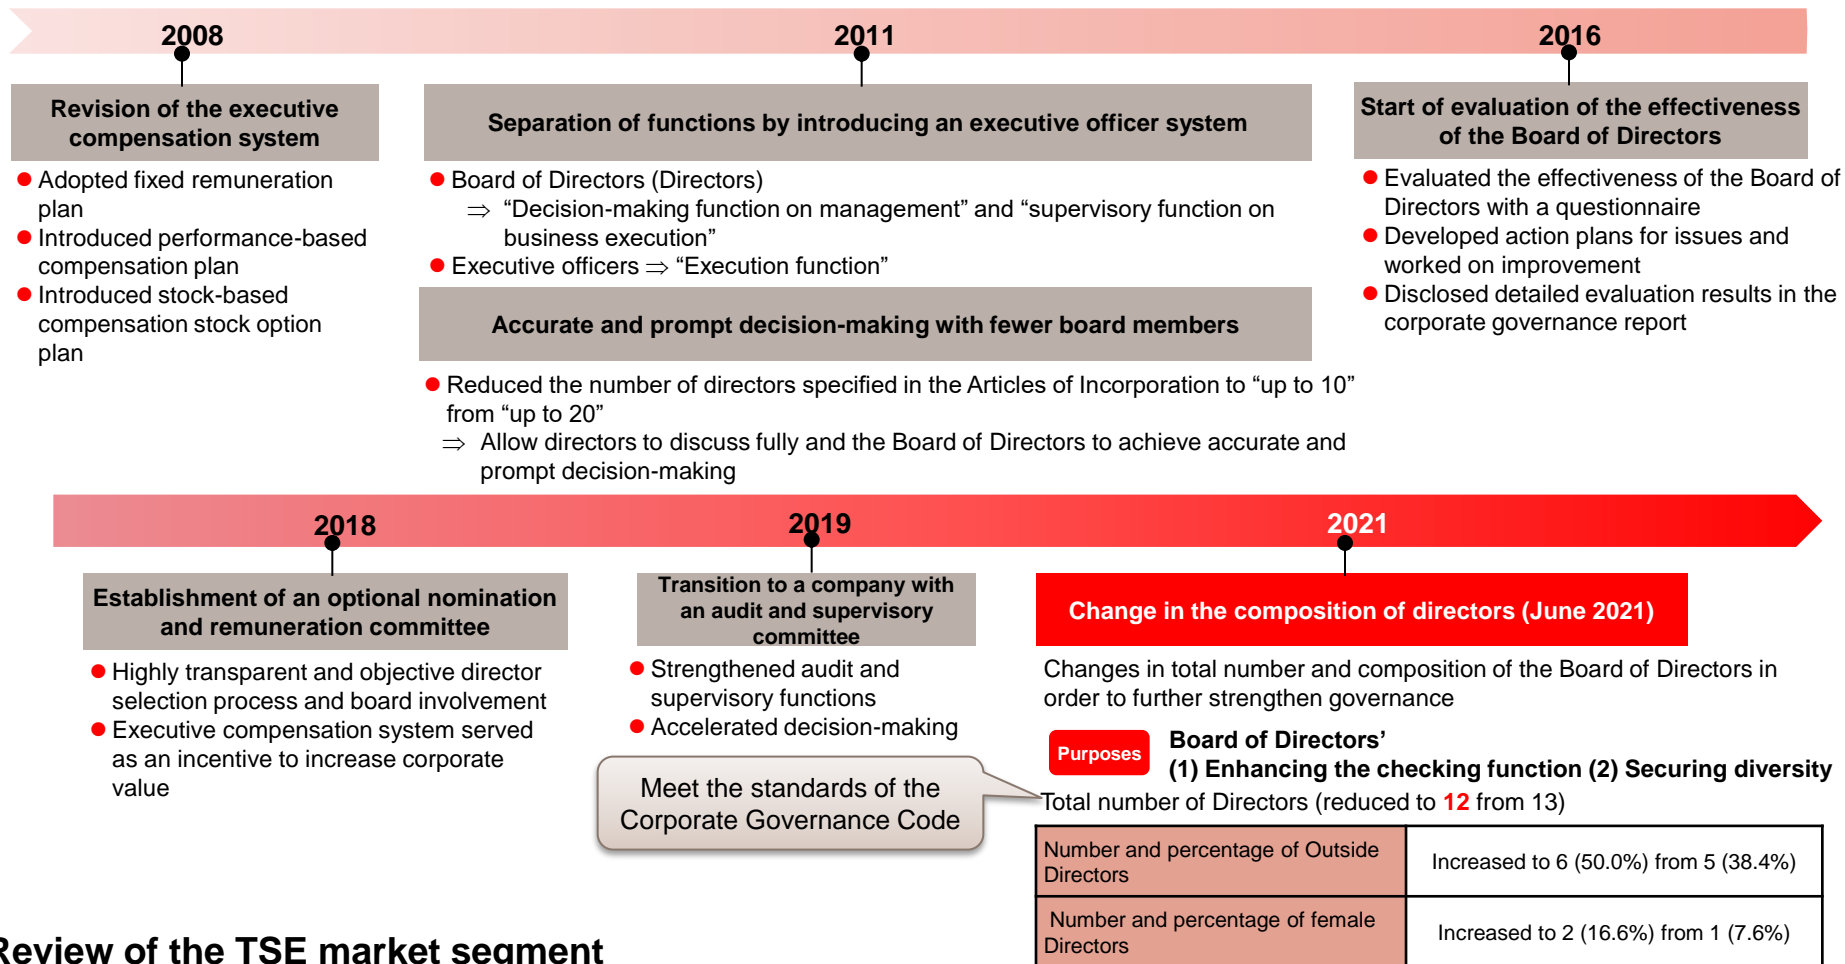 2008
2011
2016
Revision of the executive
compensation system
Adopted fixed remuneration
plan
Introduced performance-based
compensation plan
Introduced stock-based
compensation stock option
plan
Separation of functions by introducing an executive officer system
Board of Directors (Directors)
⇒ “Decision-making function on management” and “supervisory function on
business execution”
Executive officers ⇒ “Execution function”
Accurate and prompt decision-making with fewer board members
Reduced the number of directors specified in the Articles of Incorporation to “up to 10”
from “up to 20”
⇒ Allow directors to discuss fully and the Board of Directors to achieve accurate and
prompt decision-making
Start of evaluation of the effectiveness
of the Board of Directors
Evaluated the effectiveness of the Board of
Directors with a questionnaire
Developed action plans for issues and
worked on improvement
Disclosed detailed evaluation results in the
corporate governance report
2018
2019
2021
Establishment of an optional nomination
and remuneration committee
Highly transparent and objective director
selection process and board involvement
Executive compensation system served
as an incentive to increase corporate
value
Transition to a company with
an audit and supervisory
committee
Strengthened audit and
supervisory functions
Accelerated decision-making
Meet the standards of the
Corporate Governance Code
Change in the composition of directors (June 2021)
Changes in total number and composition of the Board of Directors in
order to further strengthen governance
Purposes
Board of Directors’
(1) Enhancing the checking function (2) Securing diversity
Total number of Directors (reduced to 12 from 13)
Number and percentage of Outside
Directors
Increased to 6 (50.0%) from 5 (38.4%)
Number and percentage of female
Directors
Increased to 2 (16.6%) from 1 (7.6%)
Review of the TSE market segment